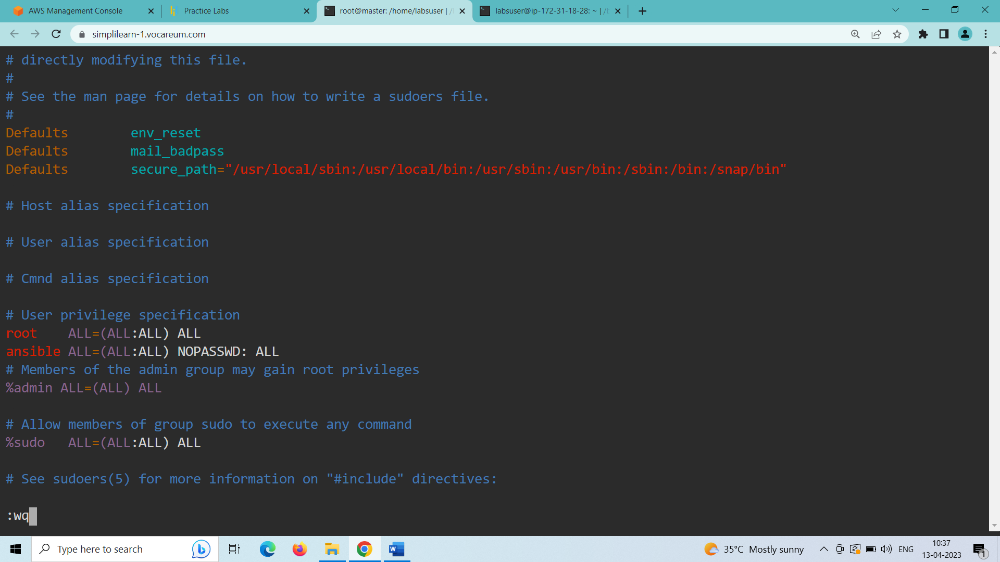 AWS Management Console
Practice Labs
root@master: /home/labsuser |
labsuser@ip-172-31-18-28: ~ |
simplilearn-1.vocareum.com
# directly modifying this file.
#
# See the man page for details on how to write a sudoers file.
#
Defaults        env_reset
Defaults        mail_badpass
Defaults        secure_path="/usr/local/sbin:/usr/local/bin:/usr/sbin:/usr/bin:/sbin:/bin:/snap/bin"
# Host alias specification
# User alias specification
# Cmnd alias specification
# User privilege specification
root    ALL=(ALL:ALL) ALL
ansible ALL=(ALL:ALL) NOPASSWD: ALL
# Members of the admin group may gain root privileges
%admin ALL=(ALL) ALL
# Allow members of group sudo to execute any command
%sudo   ALL=(ALL:ALL) ALL
# See sudoers(5) for more information on "#include" directives:
:wq
Type here to search
35°C Mostly sunny
ENG
10:37
13-04-2023
1